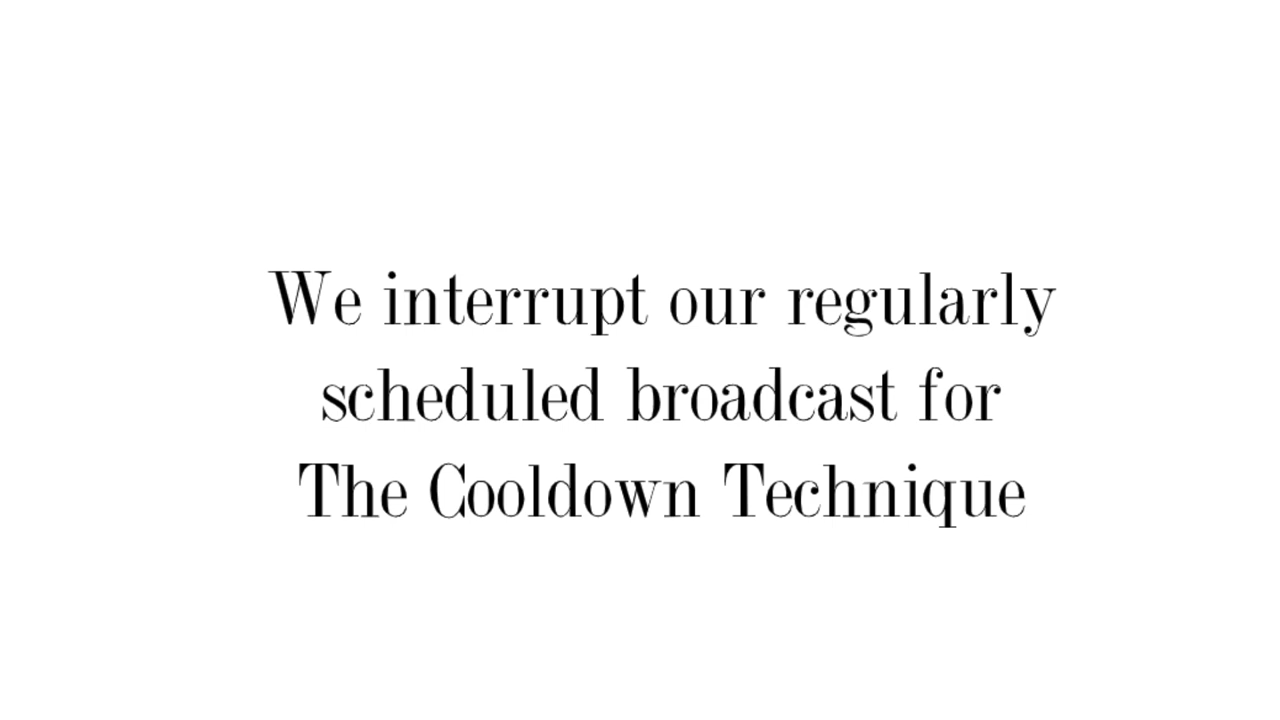 We interrupt our regularly
scheduled broadcast for
The Cooldown Technique